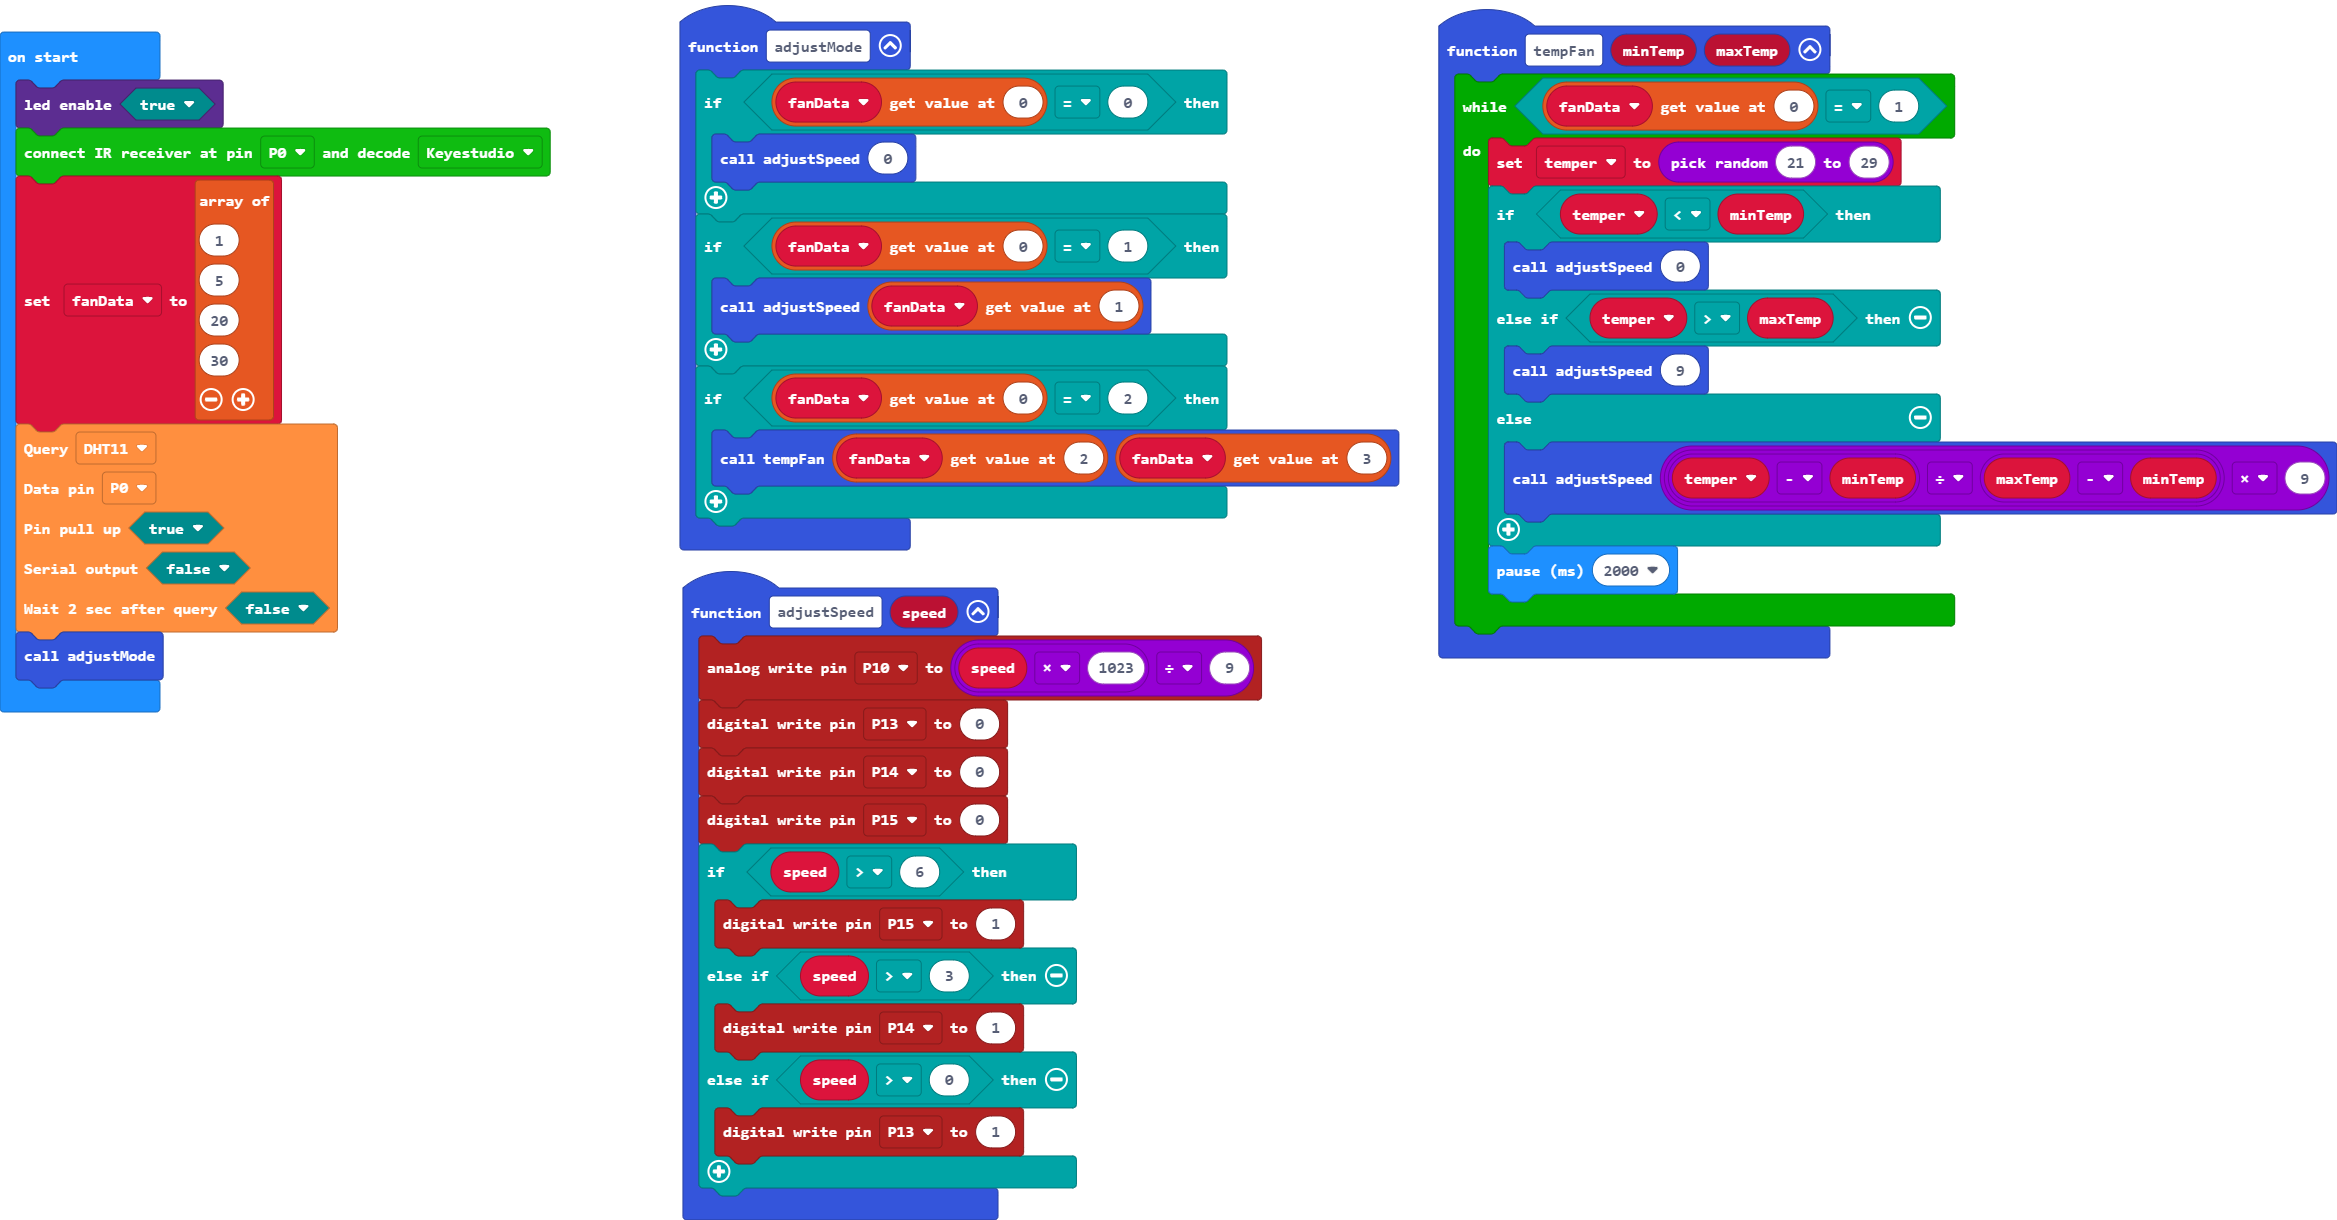 on start
led enable true
connect IR receiver at pin P0 and decode Keyestudio
array of
1
5
set fanData to
20
30
Query DHT11
Data pin P0
Pin pull up true
Serial output false
Wait 2 sec after query false
call adjustMode
function adjustMode
if fanData get value at 0 = 0 then
call adjustSpeed 0
if fanData get value at 0 = 1 then
call adjustSpeed fanData get value at 1
if fanData get value at 0 = 2 then
call tempFan fanData get value at 2 fanData get value at 3
function adjustSpeed speed
analog write pin P10 to speed × 1023 ÷ 9
digital write pin P13 to 0
digital write pin P14 to 0
digital write pin P15 to 0
if speed > 6 then
digital write pin P15 to 1
else if speed > 3 then
digital write pin P14 to 1
else if speed > 0 then
digital write pin P13 to 1
function tempFan minTemp maxTemp
while fanData get value at 0 = 1
do set temper to pick random 21 to 29
if temper < minTemp then
call adjustSpeed 0
else if temper > maxTemp then
call adjustSpeed 9
else
call adjustSpeed temper - minTemp ÷ maxTemp - minTemp × 9
pause (ms) 2000